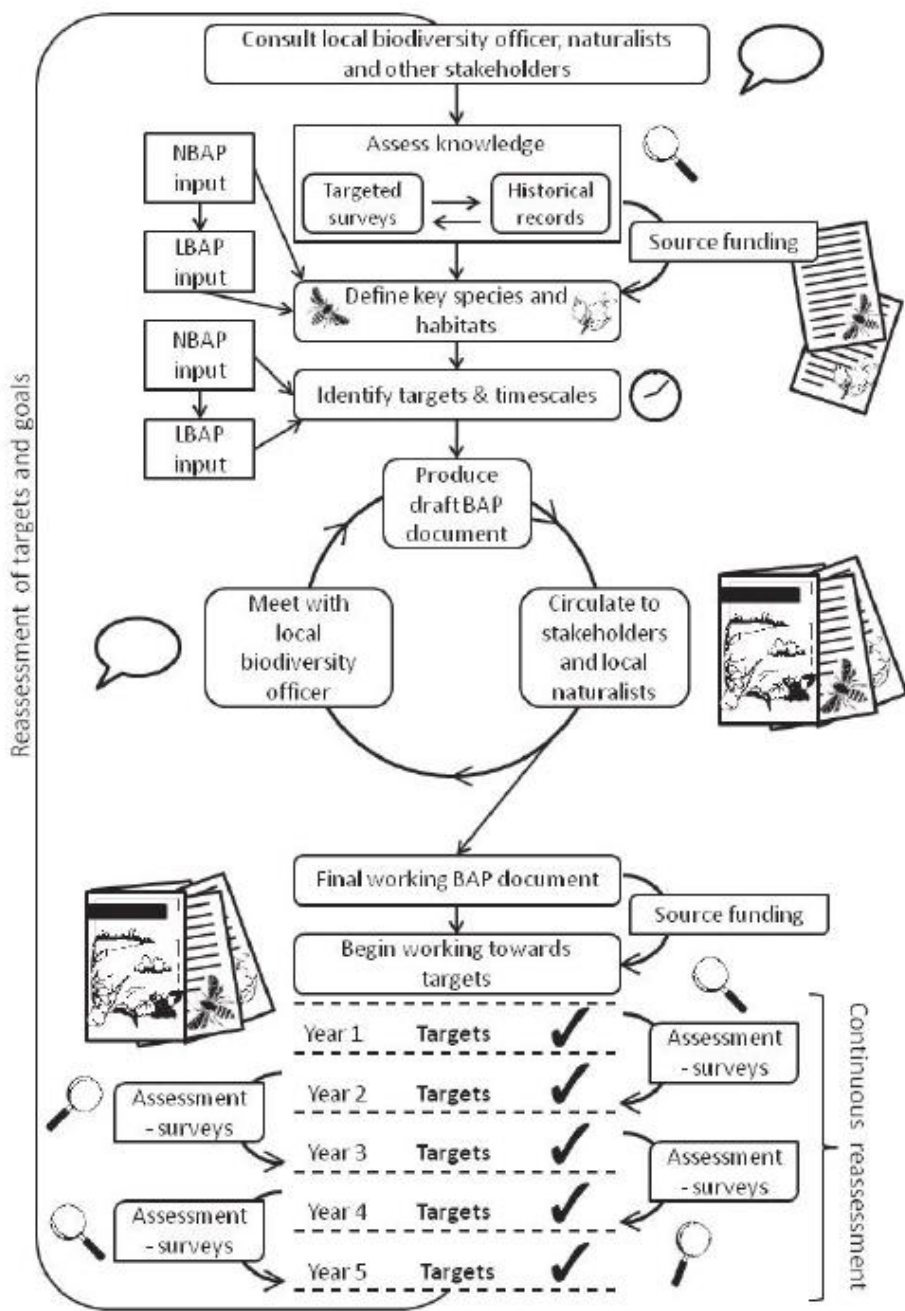 Consult local biodiversity officer, naturalists
and other stakeholders
Assess knowledge
Targeted
surveys
Historical
records
NBAP
input
LBAP
input
Source funding
Define key species and
habitats
NBAP
input
LBAP
input
Identify targets & timescales
Produce
draft BAP
document
Meet with
local
biodiversity
officer
Circulate to
stakeholders
and local
naturalists
Reassessment of targets and goals
Final working BAP document
Source funding
Begin working towards
targets
Year 1 Targets
Assessment
- surveys
Year 2 Targets
Assessment
- surveys
Year 3 Targets
Assessment
- surveys
Year 4 Targets
Assessment
- surveys
Year 5 Targets
Continuous reassessment